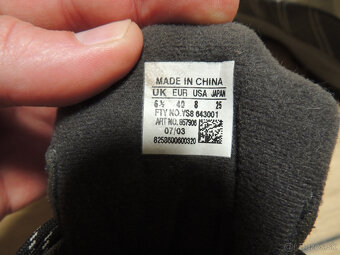 MADE IN CHINA
UK EUR USA JAPAN
6½ 40 8 25
FTY NO. YS8 643001
ART NO. 857906
07/03
8258600600320